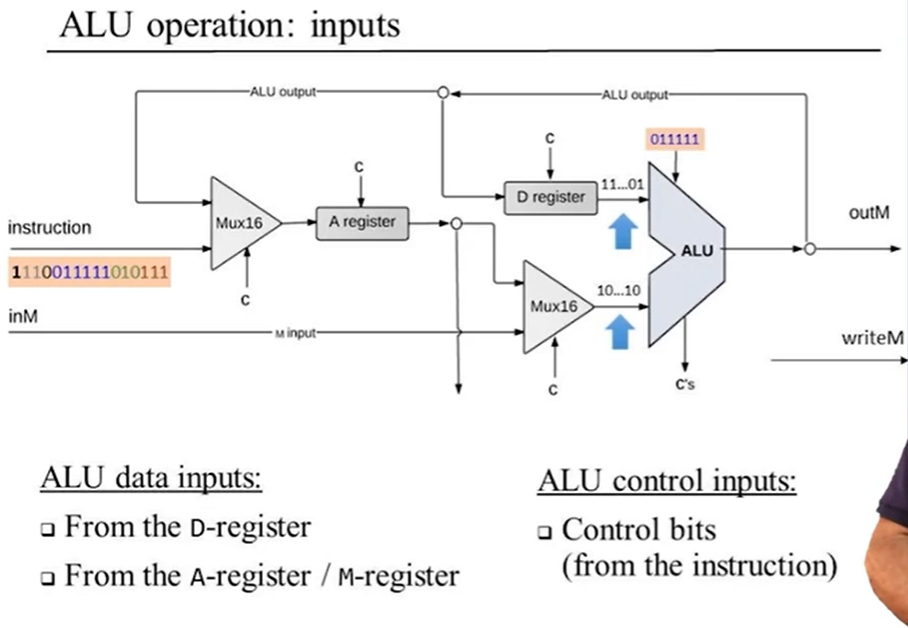 ALU operation: inputs
ALU output
ALU output
C
C
011111
instruction
Mux16
A register
D register
11...01
ALU
outM
1110011111010111
C
inM
M input
Mux16
10...10
C
C's
writeM
ALU data inputs:
❑ From the D-register
❑ From the A-register / M-register
ALU control inputs:
❑ Control bits
(from the instruction)